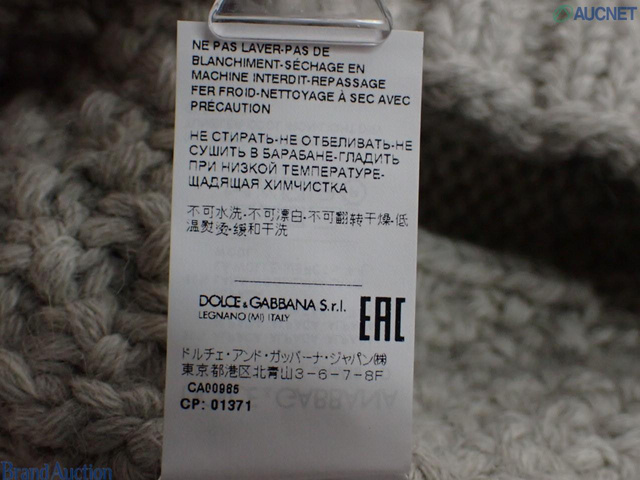 AUCNET
NE PAS LAVER-PAS DE
BLANCHIMENT-SÉCHAGE EN
MACHINE INTERDIT-REPASSAGE
FER FROID-NETTOYAGE À SEC AVEC
PRÉCAUTION
НЕ СТИРАТЬ-НЕ ОТБЕЛИВАТЬ-НЕ
СУШИТЬ В БАРАБАНЕ-ГЛАДИТЬ
ПРИ НИЗКОЙ ТЕМПЕРАТУРЕ-
ЩАДЯЩАЯ ХИМЧИСТКА
不可水洗-不可漂白-不可翻转干燥-低
温熨烫-缓和干洗
DOLCE & GABBANA S.r.l.
LEGNANO (MI) ITALY
EAC
ドルチェ・アンド・ガッバーナ・ジャパン㈱
東京都港区北青山3-6-7-8F
CA00985
CP: 01371
Brand Auction